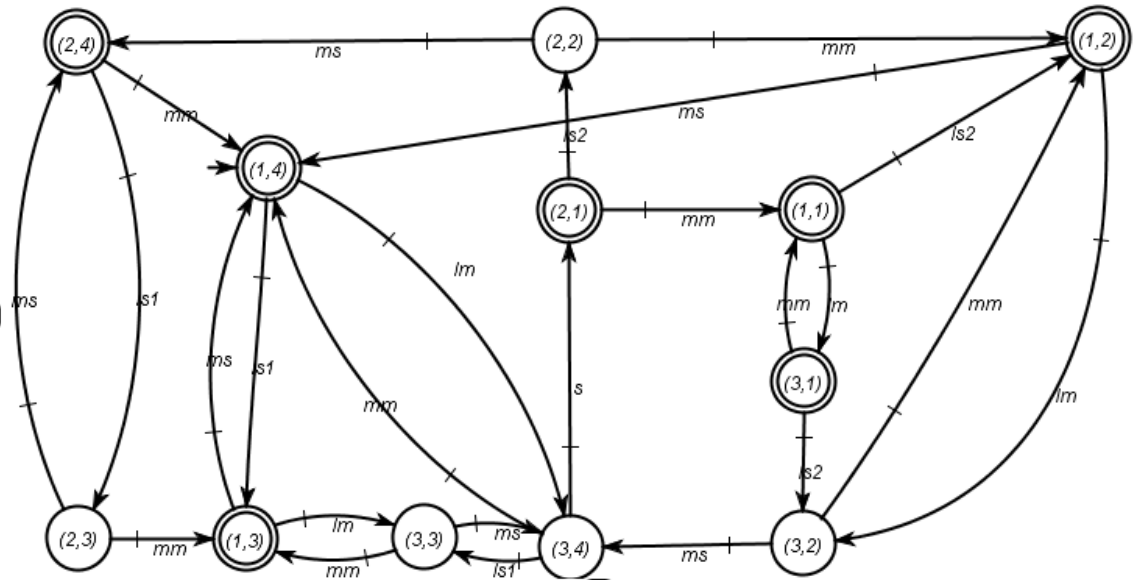 (2,4)
ms
(2,2)
mm
(1,2)
mm
ms
ls2
ls2
(1,4)
(2,1)
mm
(1,1)
lm
ms
ls1
mm
lm
mm
ms
ls1
(3,1)
mm
s
lm
ls2
(2,3)
mm
(1,3)
lm
(3,3)
ms
(3,4)
ms
(3,2)
mm
ls1